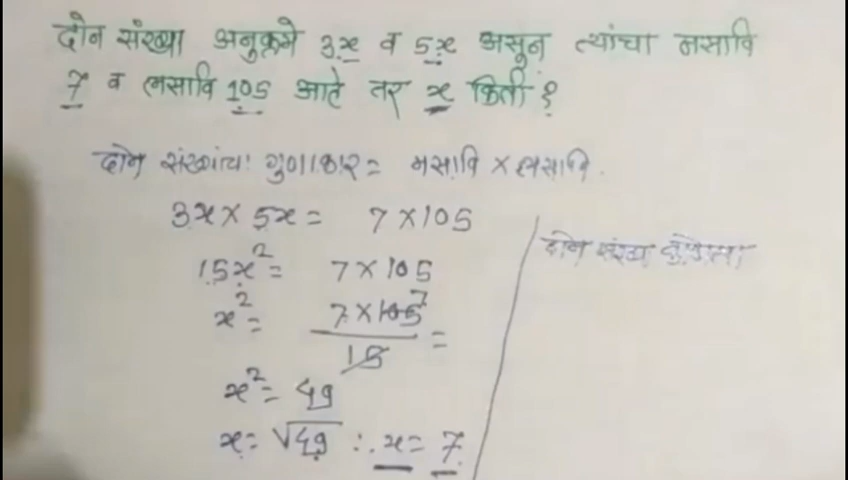 दोन संख्या अनुक्रमे 3x व 5x असून त्यांचा मसावि
7 व लसावि 105 आहे तर x किती?
दोन संख्यांचा गुणाकार = मसावि × लसावि.
3x × 5x = 7 × 105
15x² = 7 × 105
x² = 7 × 105 7 =
15
x² = 49
x = √49 ∴ x = 7
दोन संख्या